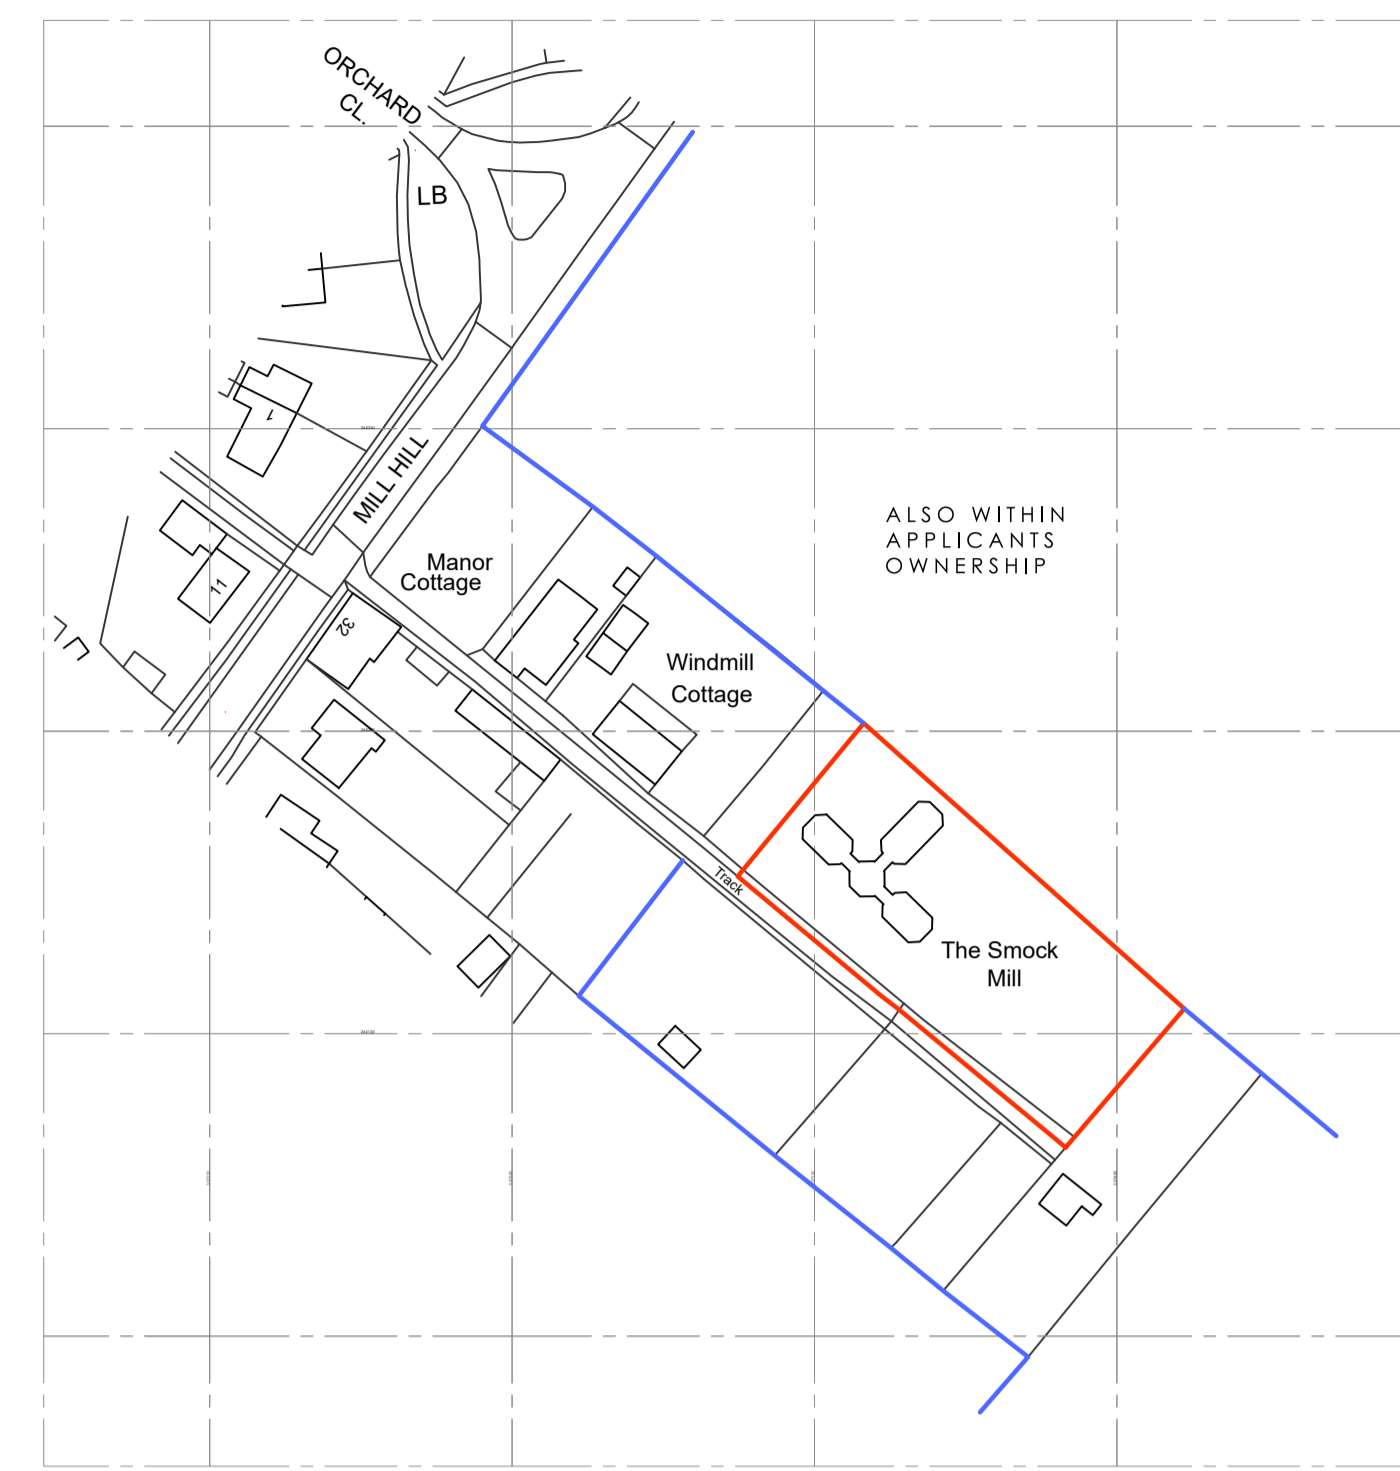 ORCHARD
CL.
LB
1
MILL HILL
11
Manor
Cottage
32
ALSO WITHIN
APPLICANTS
OWNERSHIP
Windmill
Cottage
Track
The Smock
Mill